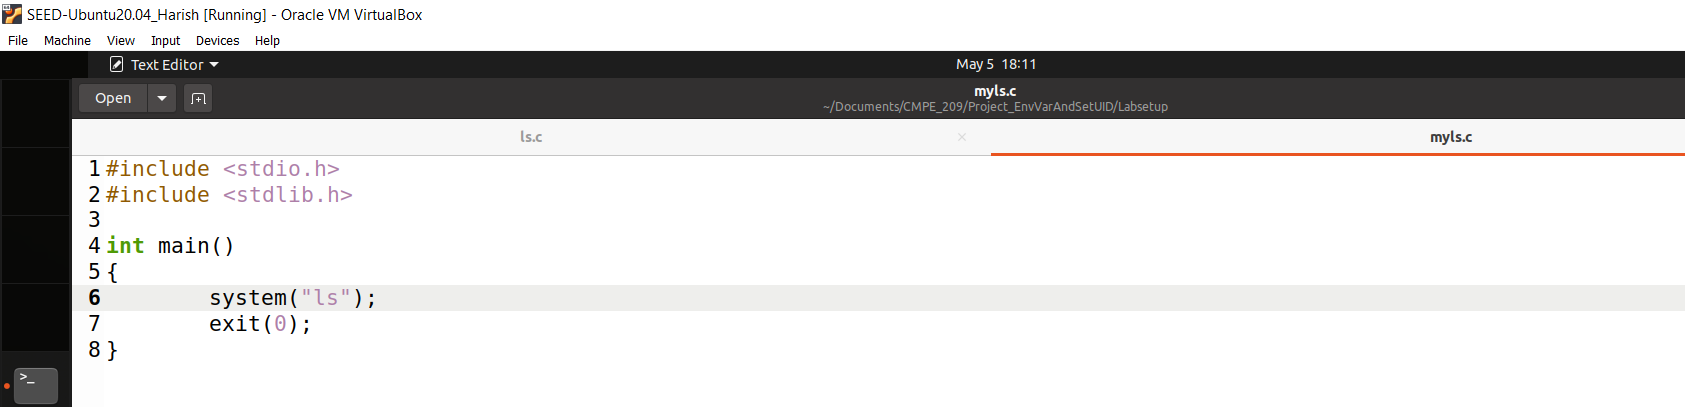 SEED-Ubuntu20.04_Harish [Running] - Oracle VM VirtualBox
File Machine View Input Devices Help
Text Editor May 5 18:11
Open myls.c
~/Documents/CMPE_209/Project_EnvVarAndSetUID/Labsetup
ls.c × myls.c
1 #include <stdio.h>
2 #include <stdlib.h>
3
4 int main()
5 {
6         system("ls");
7         exit(0);
8 }
>_